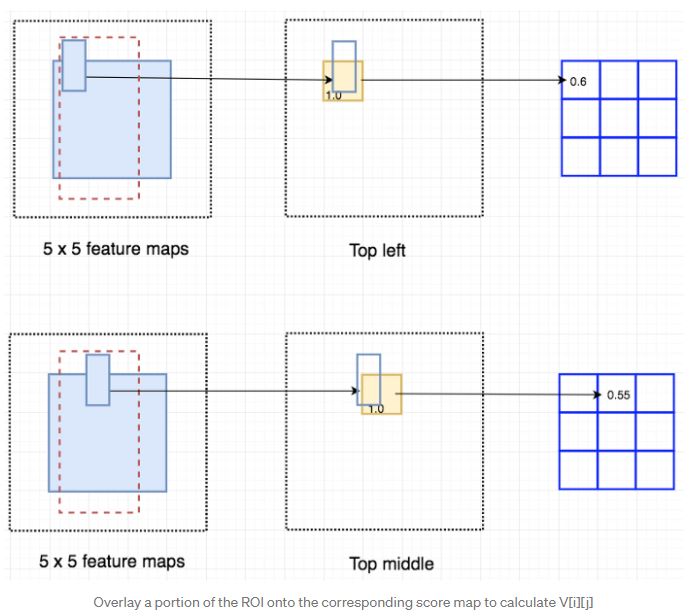 1.0
0.6
5 x 5 feature maps
Top left
1.0
0.55
5 x 5 feature maps
Top middle
Overlay a portion of the ROI onto the corresponding score map to calculate V[i][j]